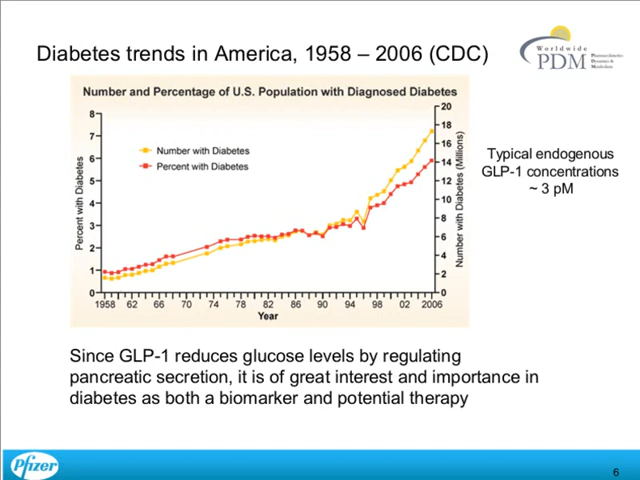 Diabetes trends in America, 1958 – 2006 (CDC)
Worldwide
PDM
Pharmacokinetics
Dynamics &
Metabolism
Number and Percentage of U.S. Population with Diagnosed Diabetes
Percent with Diabetes
8
7
6
5
4
3
2
1
0
Number with Diabetes
Percent with Diabetes
20
18
16
14
12
10
8
6
4
2
0
Number with Diabetes (Millions)
1958 62 66 70 74 78 82 86 90 94 98 02 2006
Year
Typical endogenous
GLP-1 concentrations
~ 3 pM
Since GLP-1 reduces glucose levels by regulating
pancreatic secretion, it is of great interest and importance in
diabetes as both a biomarker and potential therapy
Pfizer
6